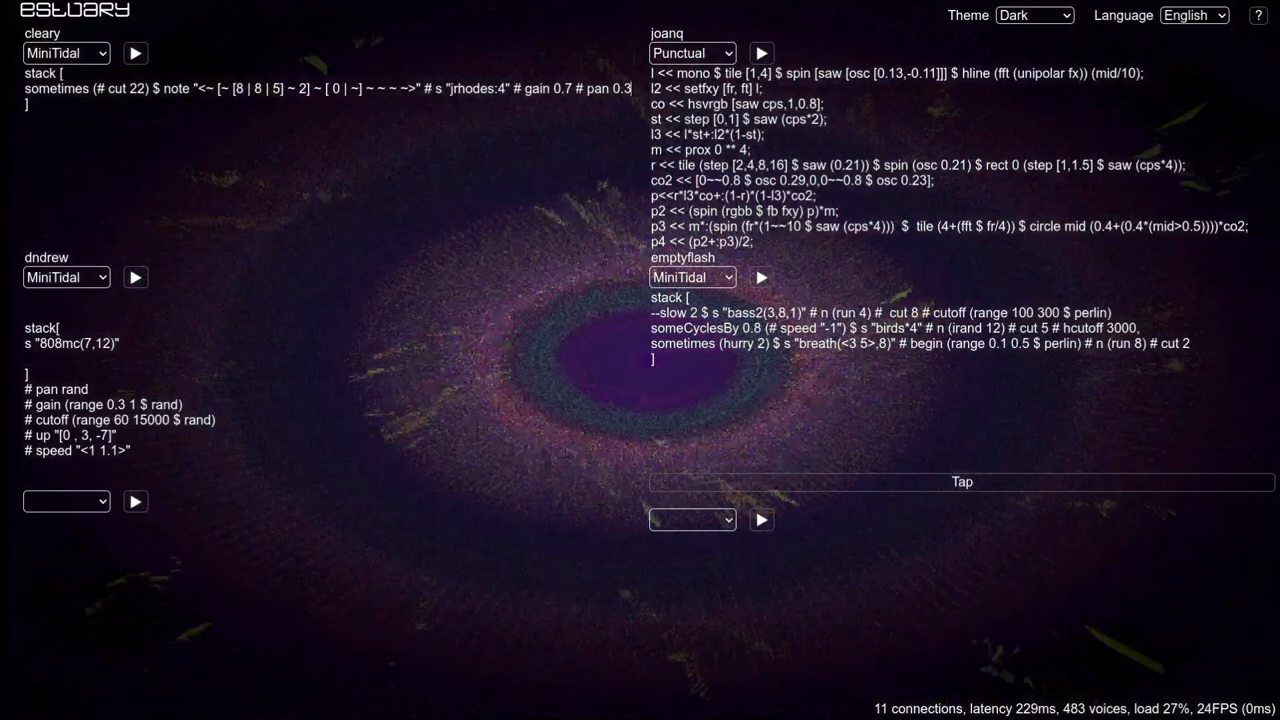 estuary
Theme Dark Language English ?
cleary
MiniTidal
stack [
sometimes (# cut 22) $ note "<~ [~ [8 | 8 | 5] ~ 2] ~ [ 0 | ~] ~ ~ ~ ~>" # s "jrhodes:4" # gain 0.7 # pan 0.3
]
joanq
Punctual
l << mono $ tile [1,4] $ spin [saw [osc [0.13,-0.11]]] $ hline (fft (unipolar fx)) (mid/10);
l2 << setfxy [fr, ft] l;
co << hsvrgb [saw cps,1,0.8];
st << step [0,1] $ saw (cps*2);
l3 << l*st+:l2*(1-st);
m << prox 0 ** 4;
r << tile (step [2,4,8,16] $ saw (0.21)) $ spin (osc 0.21) $ rect 0 (step [1,1.5] $ saw (cps*4));
co2 << [0~~0.8 $ osc 0.29,0,0~~0.8 $ osc 0.23];
p<<r*l3*co+:(1-r)*(1-l3)*co2;
p2 << (spin (rgbb $ fb fxy) p)*m;
p3 << m*:(spin (fr*(1~~10 $ saw (cps*4)))  $  tile (4+(fft $ fr/4)) $ circle mid (0.4+(0.4*(mid>0.5))))*co2;
p4 << (p2+:p3)/2;
dndrew
MiniTidal
stack[
s "808mc(7,12)"
]
# pan rand
# gain (range 0.3 1 $ rand)
# cutoff (range 60 15000 $ rand)
# up "[0 , 3, -7]"
# speed "<1 1.1>"
emptyflash
MiniTidal
stack [
--slow 2 $ s "bass2(3,8,1)" # n (run 4) #  cut 8 # cutoff (range 100 300 $ perlin)
someCyclesBy 0.8 (# speed "-1") $ s "birds*4" # n (irand 12) # cut 5 # hcutoff 3000,
sometimes (hurry 2) $ s "breath(<3 5>,8)" # begin (range 0.1 0.5 $ perlin) # n (run 8) # cut 2
]
Tap
11 connections, latency 229ms, 483 voices, load 27%, 24FPS (0ms)